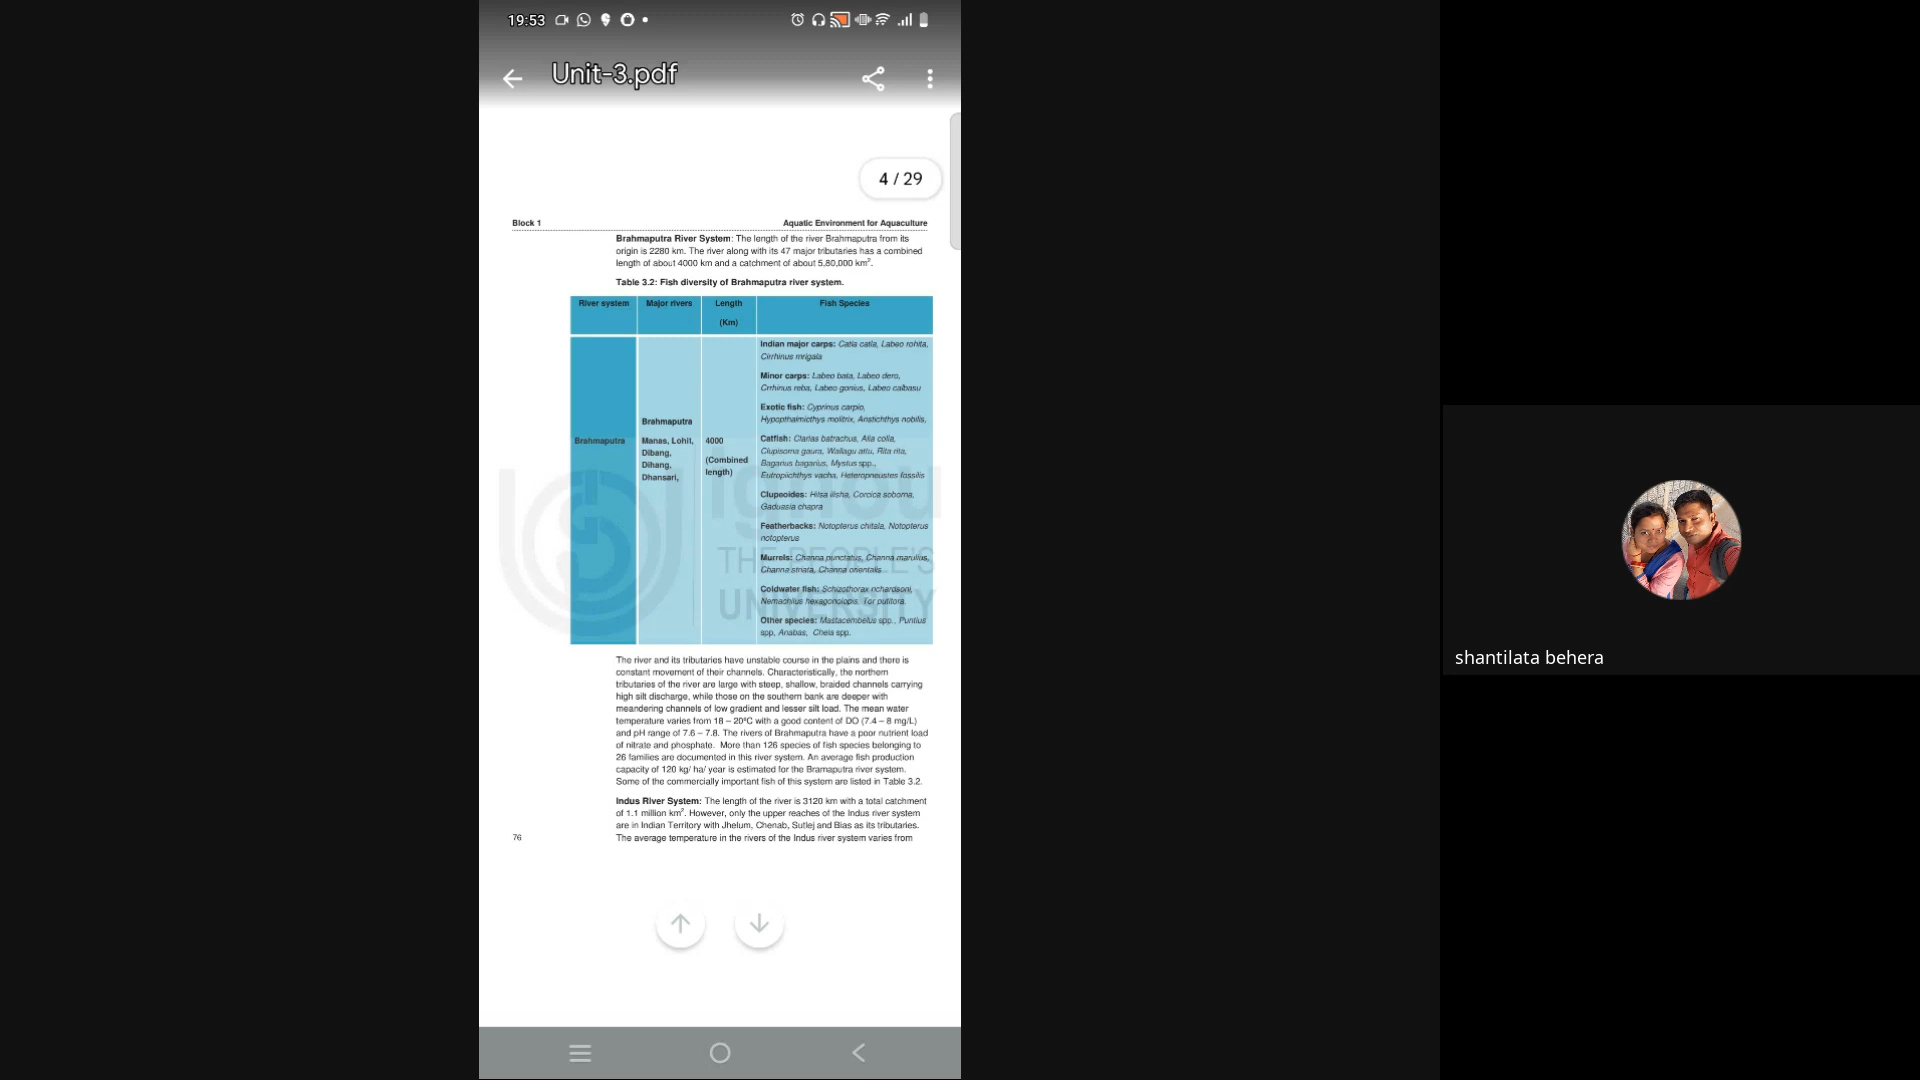 19:53
Unit-3.pdf
4 / 29
Block 1
Aquatic Environment for Aquaculture
Brahmaputra River System: The length of the river Brahmaputra from its
origin is 2280 km. The river along with its 47 major tributaries has a combined
length of about 4000 km and a catchment of about 5,80,000 km².
Table 3.2: Fish diversity of Brahmaputra river system.
River system
Major rivers
Length
(Km)
Fish Species
Brahmaputra
Brahmaputra
Manas, Lohit,
Dibang,
Dihang,
Dhansari,
4000
(Combined
length)
Indian major carps: Catla catla, Labeo rohita,
Cirrhinus mrigala
Minor carps: Labeo bata, Labeo dero,
Cirrhinus reba, Labeo gonius, Labeo calbasu
Exotic fish: Cyprinus carpio,
Hypopthalmicthys molitrix, Aristichthys nobilis,
Catfish: Clarias batrachus, Alia coila,
Clupisoma gaura, Wallagu attu, Rita rita,
Bagarius bagarius, Mystus spp.,
Eutropiichthys vacha, Heteropneustes fossilis
Clupeoides: Hilsa ilisha, Corcica soborna,
Gaduasia chapra
Featherbacks: Notopterus chitala, Notopterus
notopterus
Murrels: Channa punctatus, Channa marulius,
Channa striata, Channa orientalis
Coldwater fish: Schizothorax richardsoni,
Nemachilus hexagonolopis, Tor putitora.
Other species: Mastacembelus spp., Puntius
spp, Anabas, Chela spp.
ignou
THE PEOPLE'S
UNIVERSITY
The river and its tributaries have unstable course in the plains and there is
constant movement of their channels. Characteristically, the northern
tributaries of the river are large with steep, shallow, braided channels carrying
high silt discharge, while those on the southern bank are deeper with
meandering channels of low gradient and lesser silt load. The mean water
temperature varies from 18 – 20°C with a good content of DO (7.4 – 8 mg/L)
and pH range of 7.6 – 7.8. The rivers of Brahmaputra have a poor nutrient load
of nitrate and phosphate. More than 126 species of fish species belonging to
26 families are documented in this river system. An average fish production
capacity of 120 kg/ ha/ year is estimated for the Bramaputra river system.
Some of the commercially important fish of this system are listed in Table 3.2.
Indus River System: The length of the river is 3120 km with a total catchment
of 1.1 million km². However, only the upper reaches of the Indus river system
are in Indian Territory with Jhelum, Chenab, Sutlej and Bias as its tributaries.
The average temperature in the rivers of the Indus river system varies from
76
shantilata behera